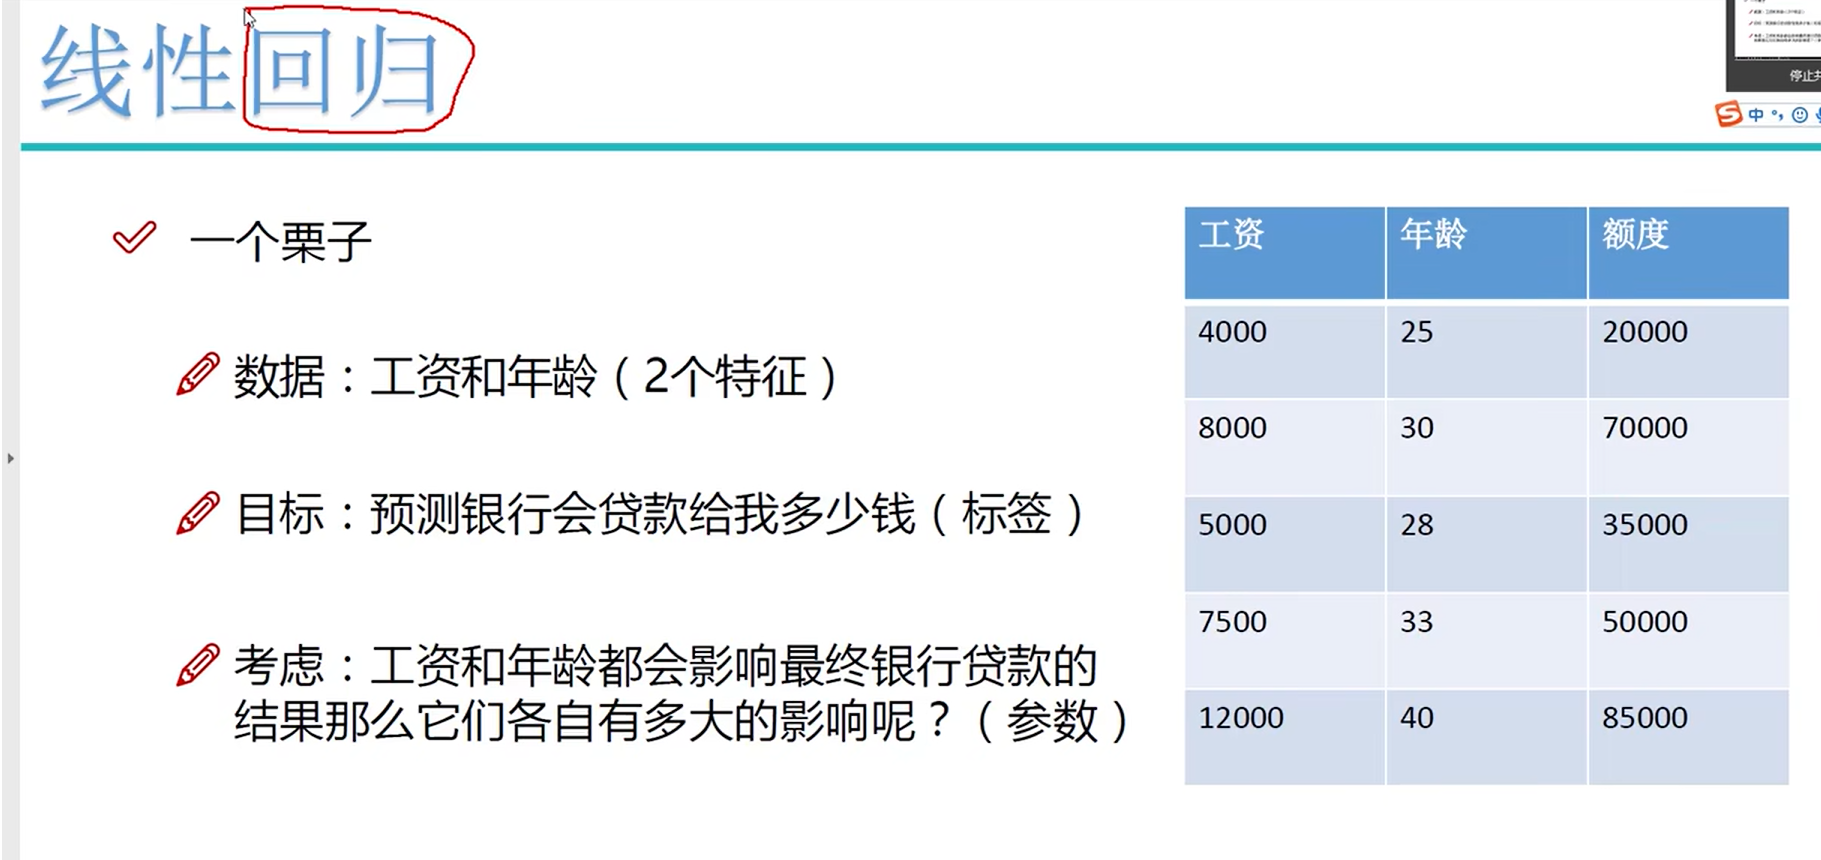 线性回归
停止共
中
一个栗子
数据：工资和年龄（2个特征）
目标：预测银行会贷款给我多少钱（标签）
考虑：工资和年龄都会影响最终银行贷款的
结果那么它们各自有多大的影响呢？（参数）
工资 年龄 额度
4000 25 20000
8000 30 70000
5000 28 35000
7500 33 50000
12000 40 85000